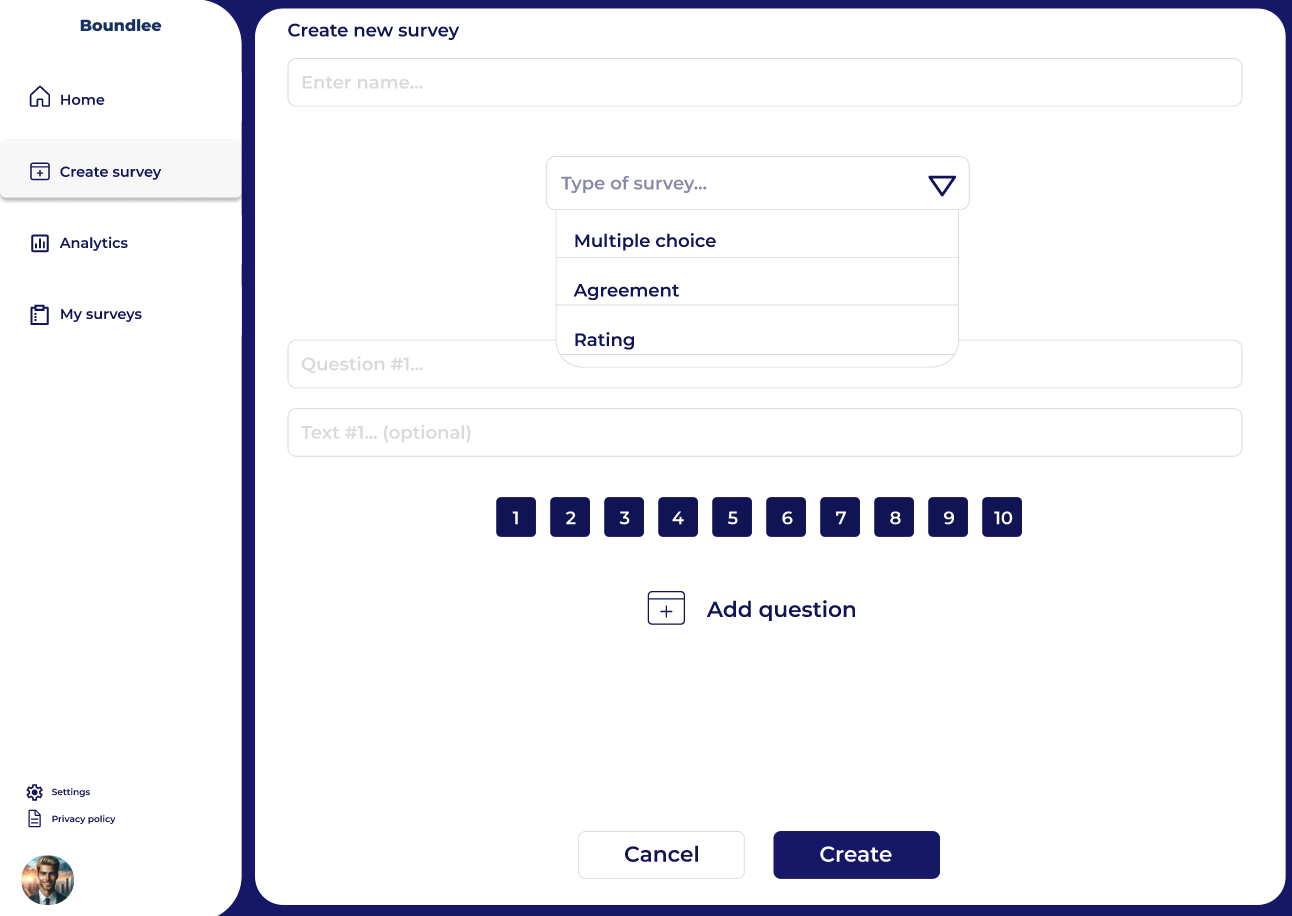 Boundlee
Home
Create survey
Analytics
My surveys
Settings
Privacy policy
Create new survey
Enter name...
Type of survey...
Multiple choice
Agreement
Rating
Question #1...
Text #1... (optional)
1 2 3 4 5 6 7 8 9 10
Add question
Cancel
Create